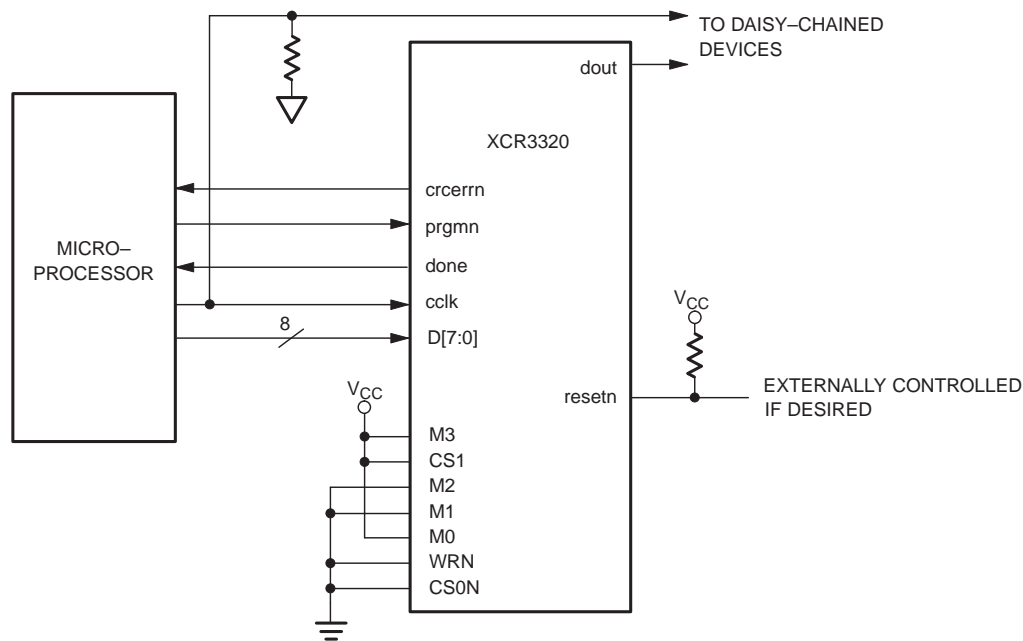 TO DAISY–CHAINED
DEVICES
dout
XCR3320
crcerrn
prgmn
MICRO–
PROCESSOR
done
cclk
8
D[7:0]
VCC
resetn
EXTERNALLY CONTROLLED
IF DESIRED
VCC
M3
CS1
M2
M1
M0
WRN
CS0N